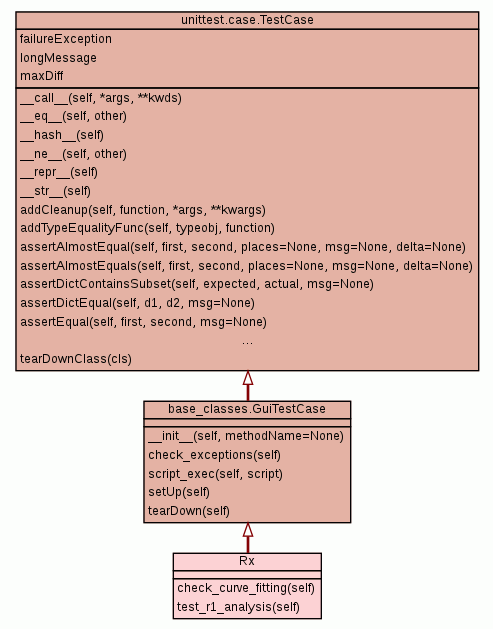 unittest.case.TestCase
failureException
longMessage
maxDiff
__call__(self, *args, **kwds)
__eq__(self, other)
__hash__(self)
__ne__(self, other)
__repr__(self)
__str__(self)
addCleanup(self, function, *args, **kwargs)
addTypeEqualityFunc(self, typeobj, function)
assertAlmostEqual(self, first, second, places=None, msg=None, delta=None)
assertAlmostEquals(self, first, second, places=None, msg=None, delta=None)
assertDictContainsSubset(self, expected, actual, msg=None)
assertDictEqual(self, d1, d2, msg=None)
assertEqual(self, first, second, msg=None)
...
tearDownClass(cls)
base_classes.GuiTestCase
__init__(self, methodName=None)
check_exceptions(self)
script_exec(self, script)
setUp(self)
tearDown(self)
Rx
check_curve_fitting(self)
test_r1_analysis(self)